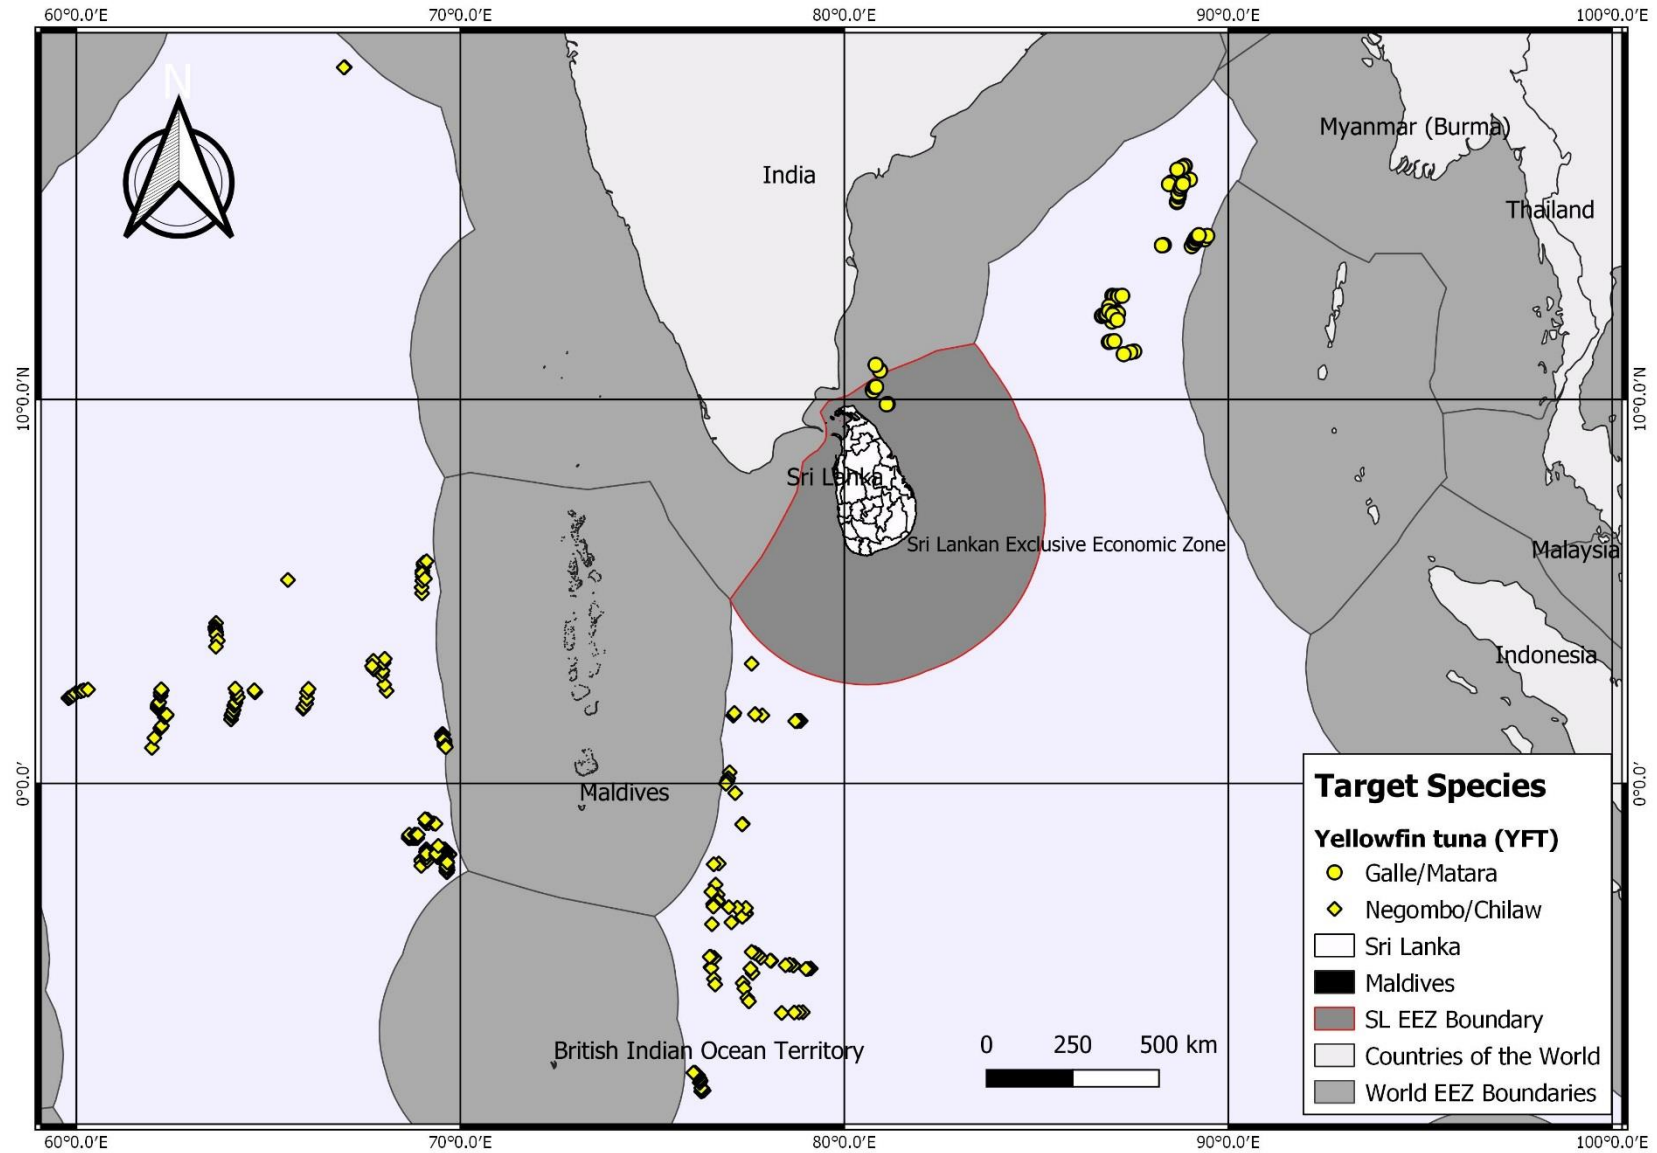 60°0.0′E 70°0.0′E 80°0.0′E 90°0.0′E 100°0.0′E
N
Myanmar (Burma)
India
Thailand
10°0.0′N 10°0.0′N
Sri Lanka
Sri Lankan Exclusive Economic Zone
Malaysia
Indonesia
0°0.0′ 0°0.0′
Maldives
British Indian Ocean Territory
0 250 500 km
Target Species
Yellowfin tuna (YFT)
Galle/Matara
Negombo/Chilaw
Sri Lanka
Maldives
SL EEZ Boundary
Countries of the World
World EEZ Boundaries
60°0.0′E 70°0.0′E 80°0.0′E 90°0.0′E 100°0.0′E